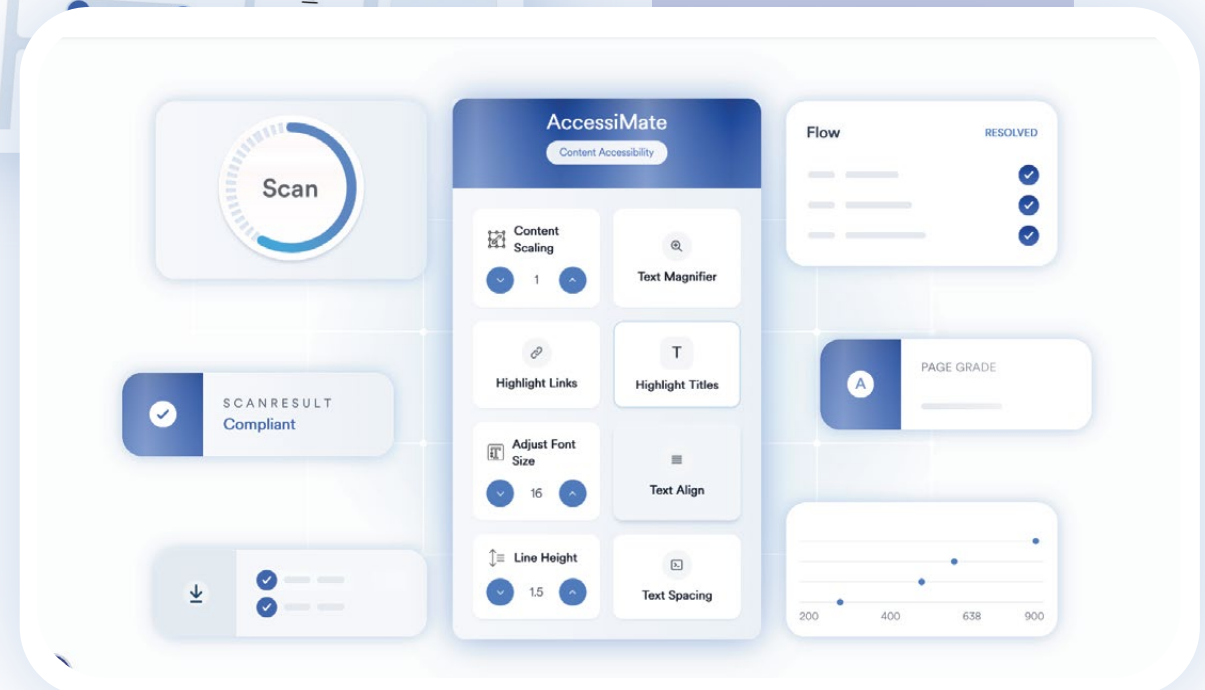 Scan
SCANRESULT
Compliant
AccessiMate
Content Accessibility
Content
Scaling
1
Text Magnifier
Highlight Links
T
Highlight Titles
Adjust Font
Size
16
Text Align
Line Height
1.5
Text Spacing
Flow
RESOLVED
A
PAGE GRADE
200 400 638 900